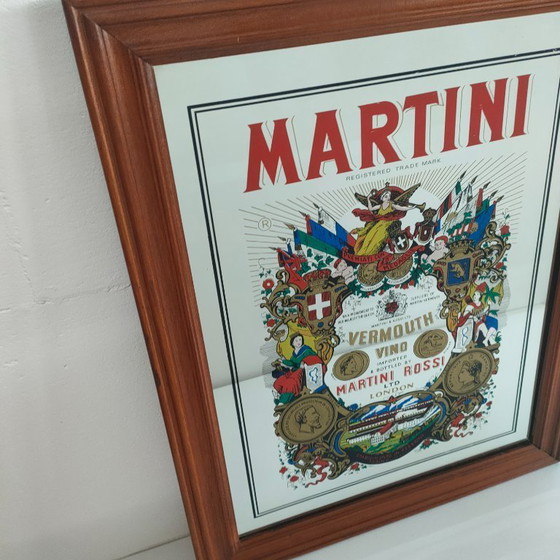 MARTINI
REGISTERED TRADE MARK
®
VERMOUTH
VINO
IMPORTED
& BOTTLED BY
MARTINI ROSSI
LTD
LONDON